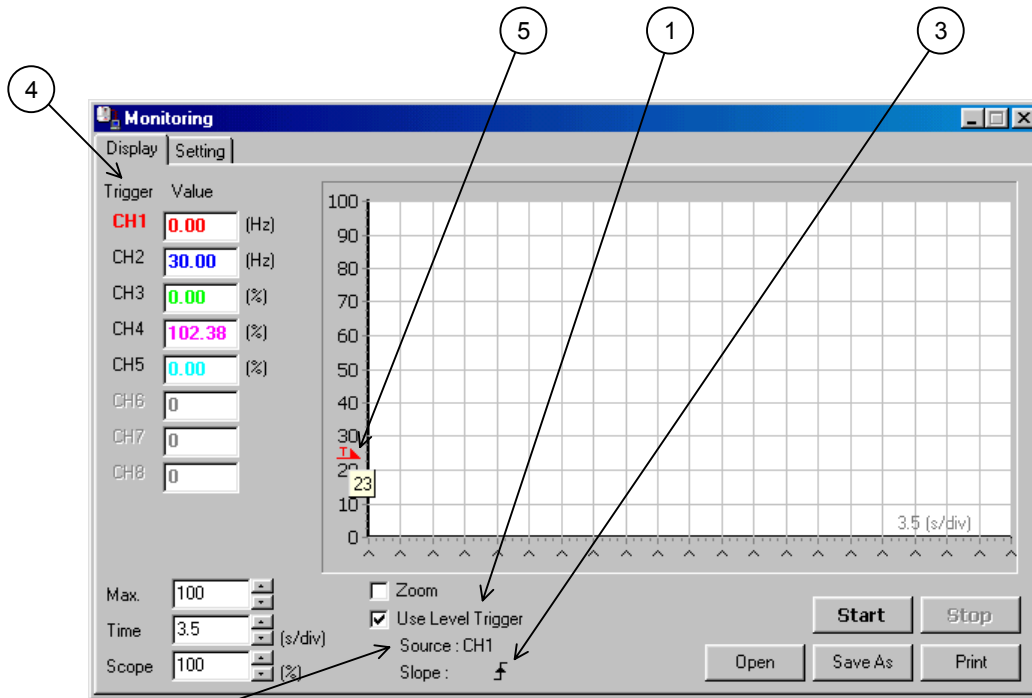 5
1
3
4
Monitoring
Display Setting
Trigger Value
CH1 0.00 (Hz)
CH2 30.00 (Hz)
CH3 0.00 (%)
CH4 102.38 (%)
CH5 0.00 (%)
CH6 0
CH7 0
CH8 0
100
90
80
70
60
50
40
30
T
20
23
10
0
3.5 (s/div)
Max. 100
Time 3.5 (s/div)
Scope 100 (%)
Zoom
Use Level Trigger
Source : CH1
Slope :
Start Stop
Open Save As Print